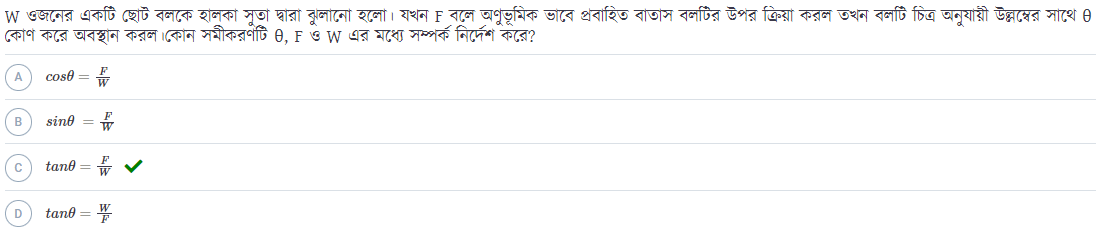 W ওজনের একটি ছোট বলকে হালকা সুতা দ্বারা ঝুলানো হলো। যখন F বলে অণুভূমিক ভাবে প্রবাহিত বাতাস বলটির উপর ক্রিয়া করল তখন বলটি চিত্র অনুযায়ী উল্লম্বের সাথে θ
কোণ করে অবস্থান করল।কোন সমীকরণটি θ, F ও W এর মধ্যে সম্পর্ক নির্দেশ করে?
A cosθ = F/W
B sinθ = F/W
C tanθ = F/W ✔
D tanθ = W/F